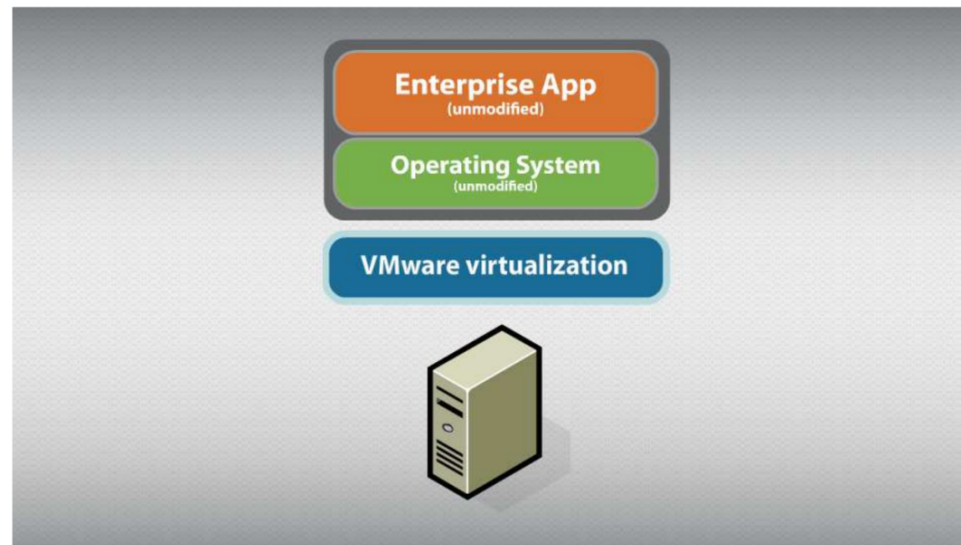 Enterprise App
(unmodified)
Operating System
(unmodified)
VMware virtualization